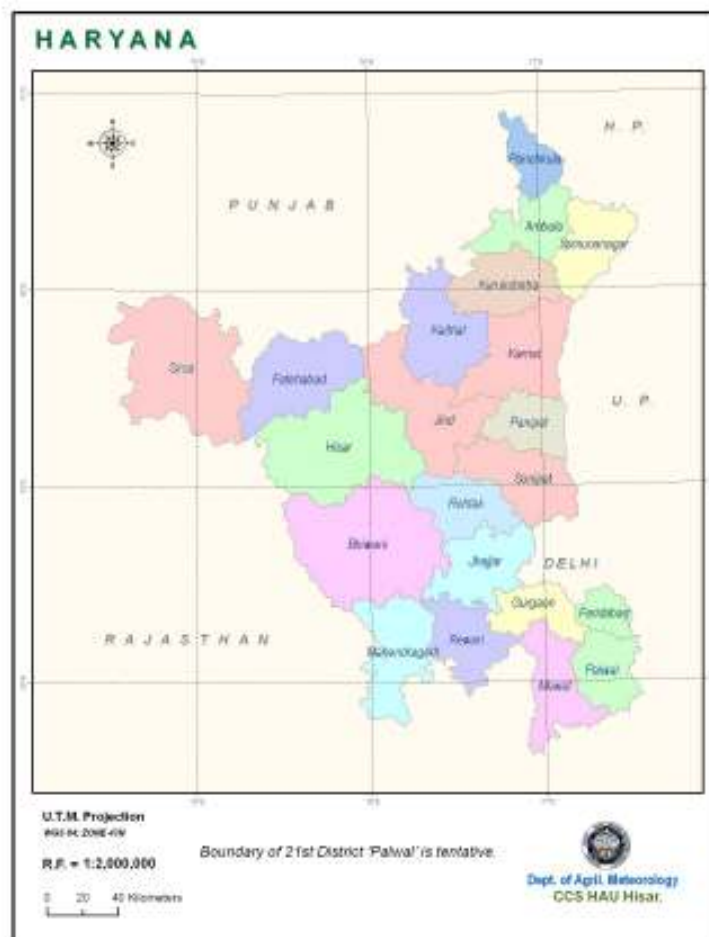 HARYANA
H. P.
Panchkula
PUNJAB
Ambala
Yamunanagar
Kurukshetra
Kaithal
Karnal
Sirsa
Fatehabad
U. P.
Jind
Panipat
Hisar
Sonipat
Rohtak
Bhiwani
Jhajjar
DELHI
Gurgaon
Faridabad
RAJASTHAN
Rewari
Mahendragarh
Palwal
Mewat
U.T.M. Projection
R.F. = 1:2,000,000
Boundary of 21st District 'Palwal' is tentative.
0 20 40 Kilometers
Dept. of Agril. Meteorology
CCS HAU Hisar.